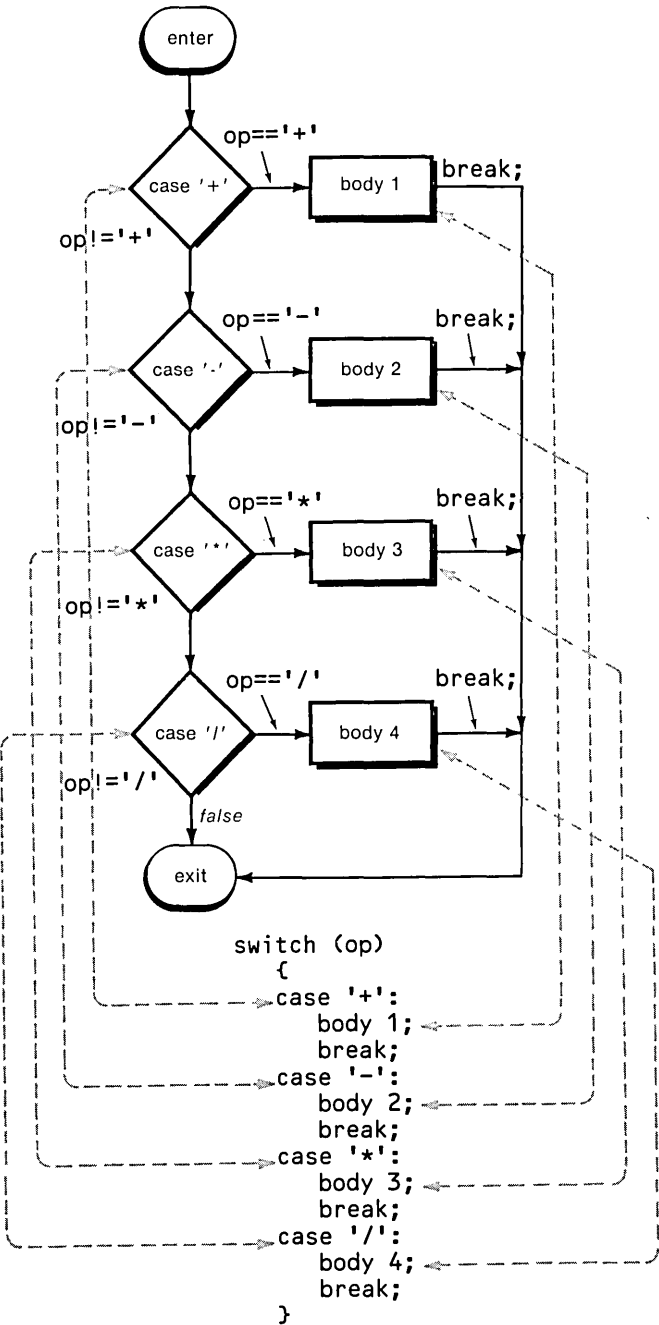 enter
op=='+'
case '+'
body 1
break;
op!='+'
op=='-'
case '-'
body 2
break;
op!='-'
op=='*'
case '*'
body 3
break;
op!='*'
op=='/'
case '/'
body 4
break;
op!='/'
false
exit
switch (op)
{
case '+':
body 1;
break;
case '-':
body 2;
break;
case '*':
body 3;
break;
case '/':
body 4;
break;
}